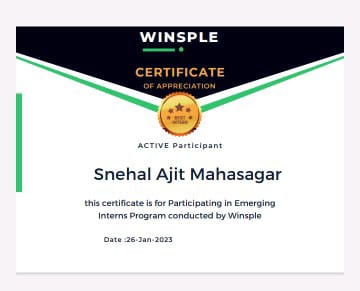 WINSPLE
CERTIFICATE
OF APPRECIATION
BEST
INTERN
ACTIVE Participant
Snehal Ajit Mahasagar
this certificate is for Participating in Emerging
Interns Program conducted by Winsple
Date :26-Jan-2023